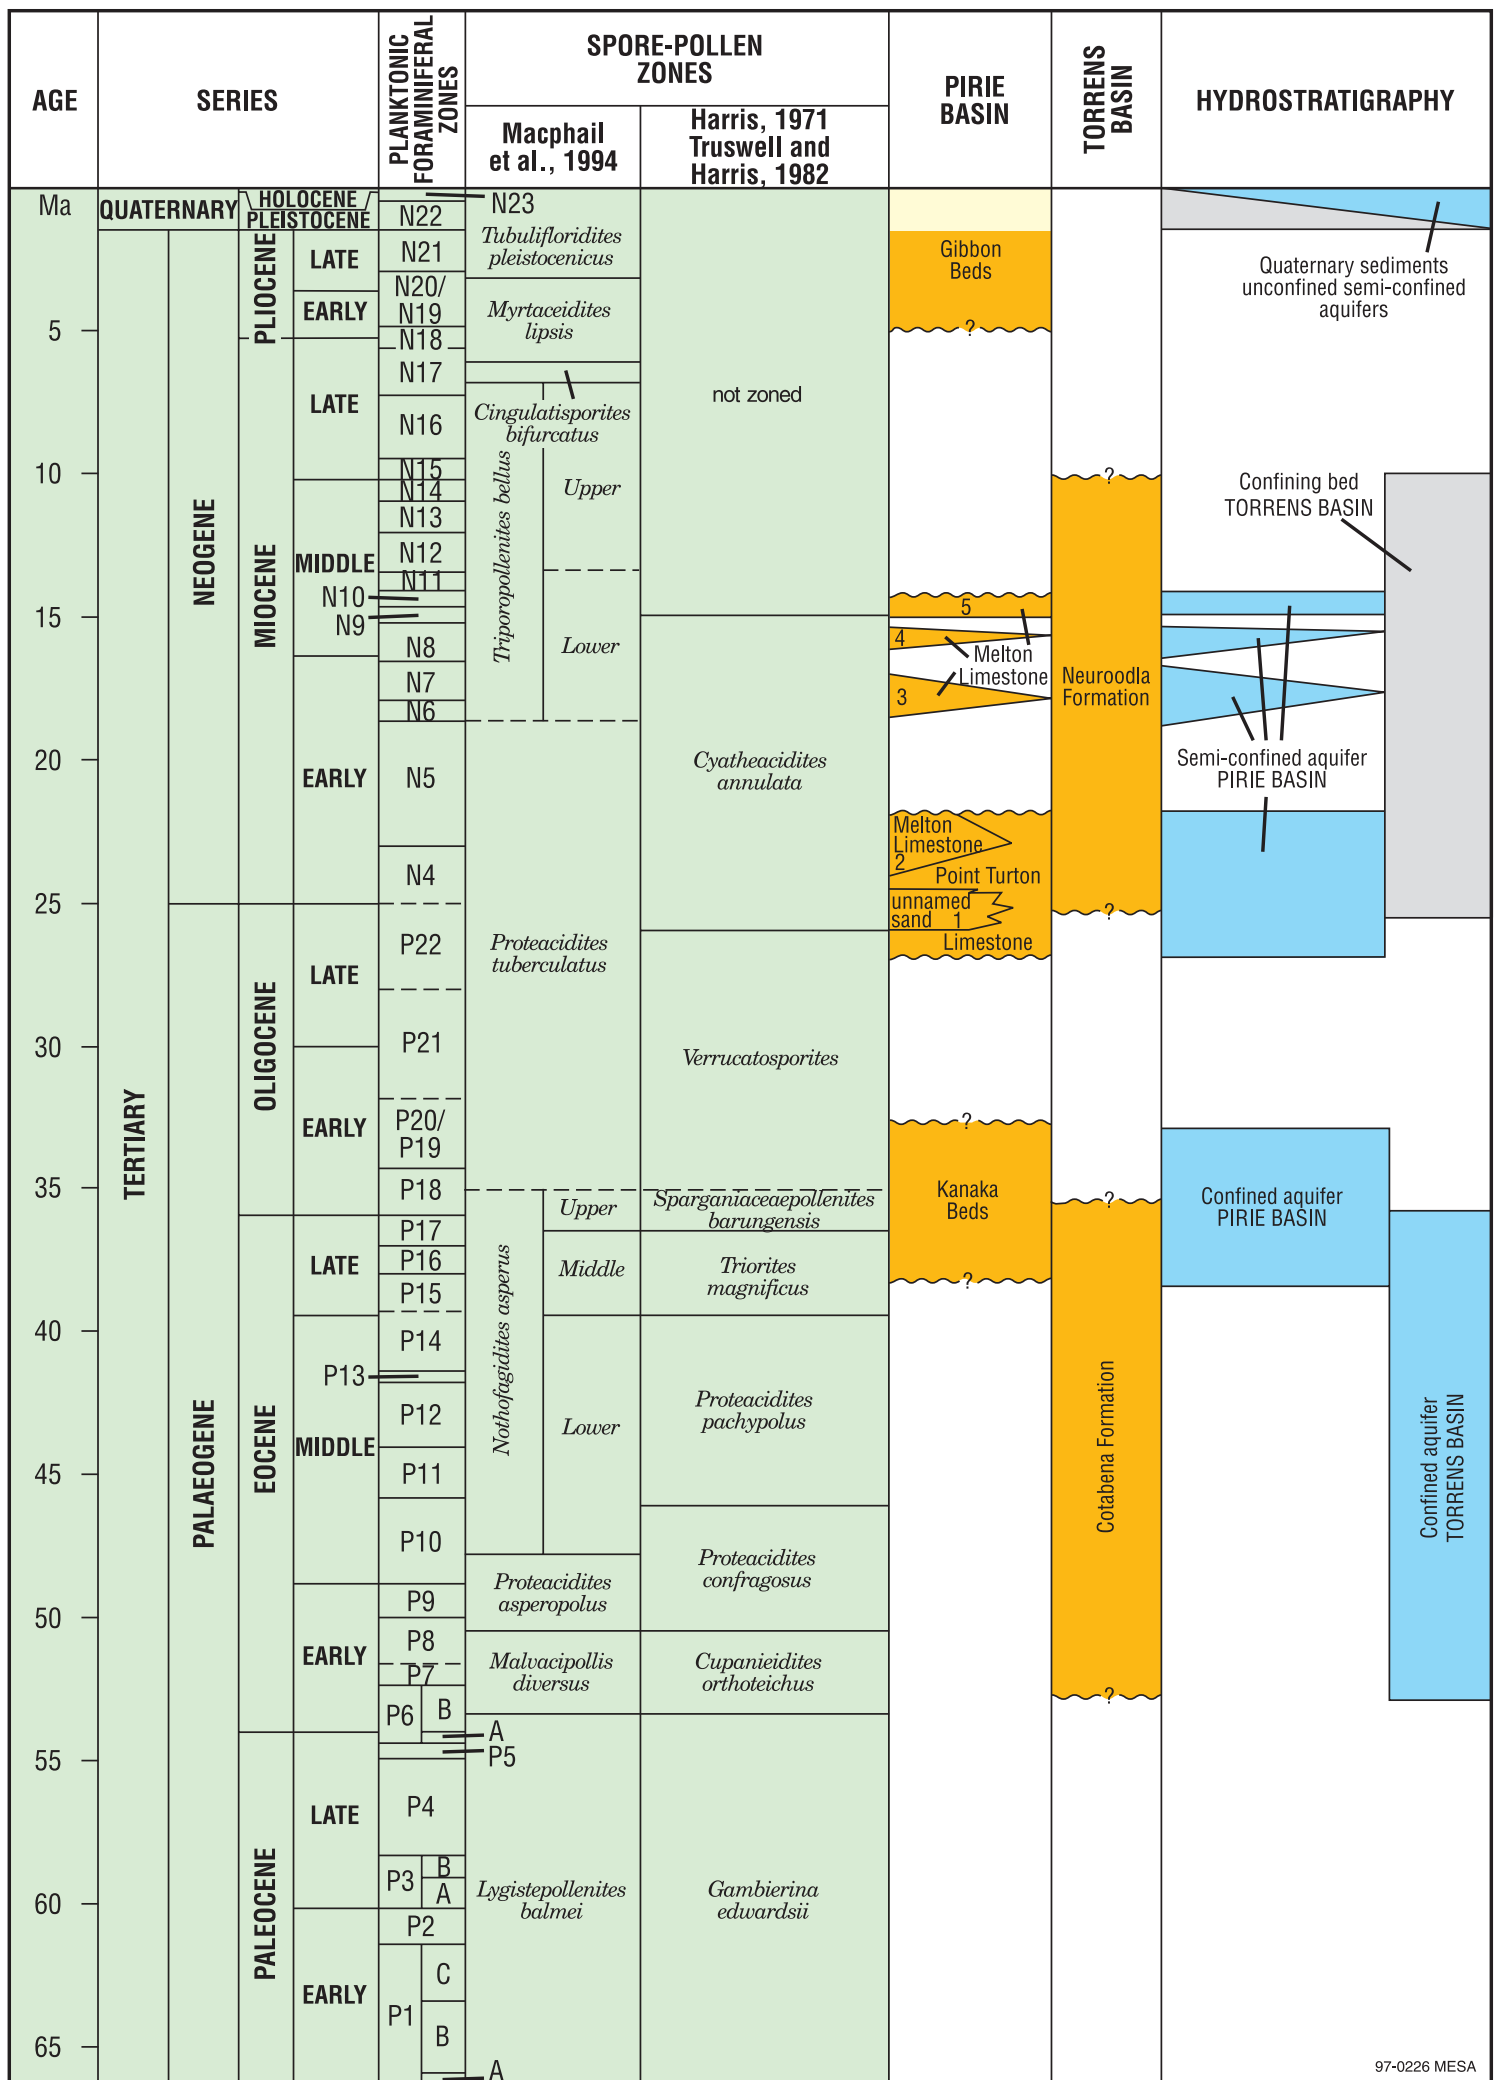 AGE
SERIES
PLANKTONIC
FORAMINIFERAL
ZONES
SPORE-POLLEN
ZONES
Macphail
et al., 1994
Harris, 1971
Truswell and
Harris, 1982
PIRIE
BASIN
TORRENS
BASIN
HYDROSTRATIGRAPHY
Ma
5
10
15
20
25
30
35
40
45
50
55
60
65
QUATERNARY
TERTIARY
NEOGENE
PALAEOGENE
HOLOCENE
PLEISTOCENE
PLIOCENE
MIOCENE
OLIGOCENE
EOCENE
PALEOCENE
LATE
EARLY
LATE
MIDDLE
EARLY
LATE
EARLY
LATE
MIDDLE
EARLY
LATE
EARLY
N23
N22
N21
N20/
N19
N18
N17
N16
N15
N14
N13
N12
N11
N10
N9
N8
N7
N6
N5
N4
P22
P21
P20/
P19
P18
P17
P16
P15
P14
P13
P12
P11
P10
P9
P8
P7
P6
B
A
P5
P4
P3
B
A
P2
P1
C
B
A
Tubulifloridites
pleistocenicus
Myrtaceidites
lipsis
Cingulatisporites
bifurcatus
Triporopollenites bellus
Upper
Lower
Proteacidites
tuberculatus
Nothofagidites asperus
Upper
Middle
Lower
Proteacidites
asperopolus
Malvacipollis
diversus
Lygistepollenites
balmei
not zoned
Cyatheacidites
annulata
Verrucatosporites
Sparganiaceaepollenites
barungensis
Triorites
magnificus
Proteacidites
pachypolus
Proteacidites
confragosus
Cupanieidites
orthoteichus
Gambierina
edwardsii
Gibbon
Beds
?
5
4
Melton
Limestone
3
Melton
Limestone
2
Point Turton
unnamed
sand 1
Limestone
?
Kanaka
Beds
?
?
Neuroodla
Formation
?
?
Cotabena Formation
?
Quaternary sediments
unconfined semi-confined
aquifers
Confining bed
TORRENS BASIN
Semi-confined aquifer
PIRIE BASIN
Confined aquifer
PIRIE BASIN
Confined aquifer
TORRENS BASIN
97-0226 MESA